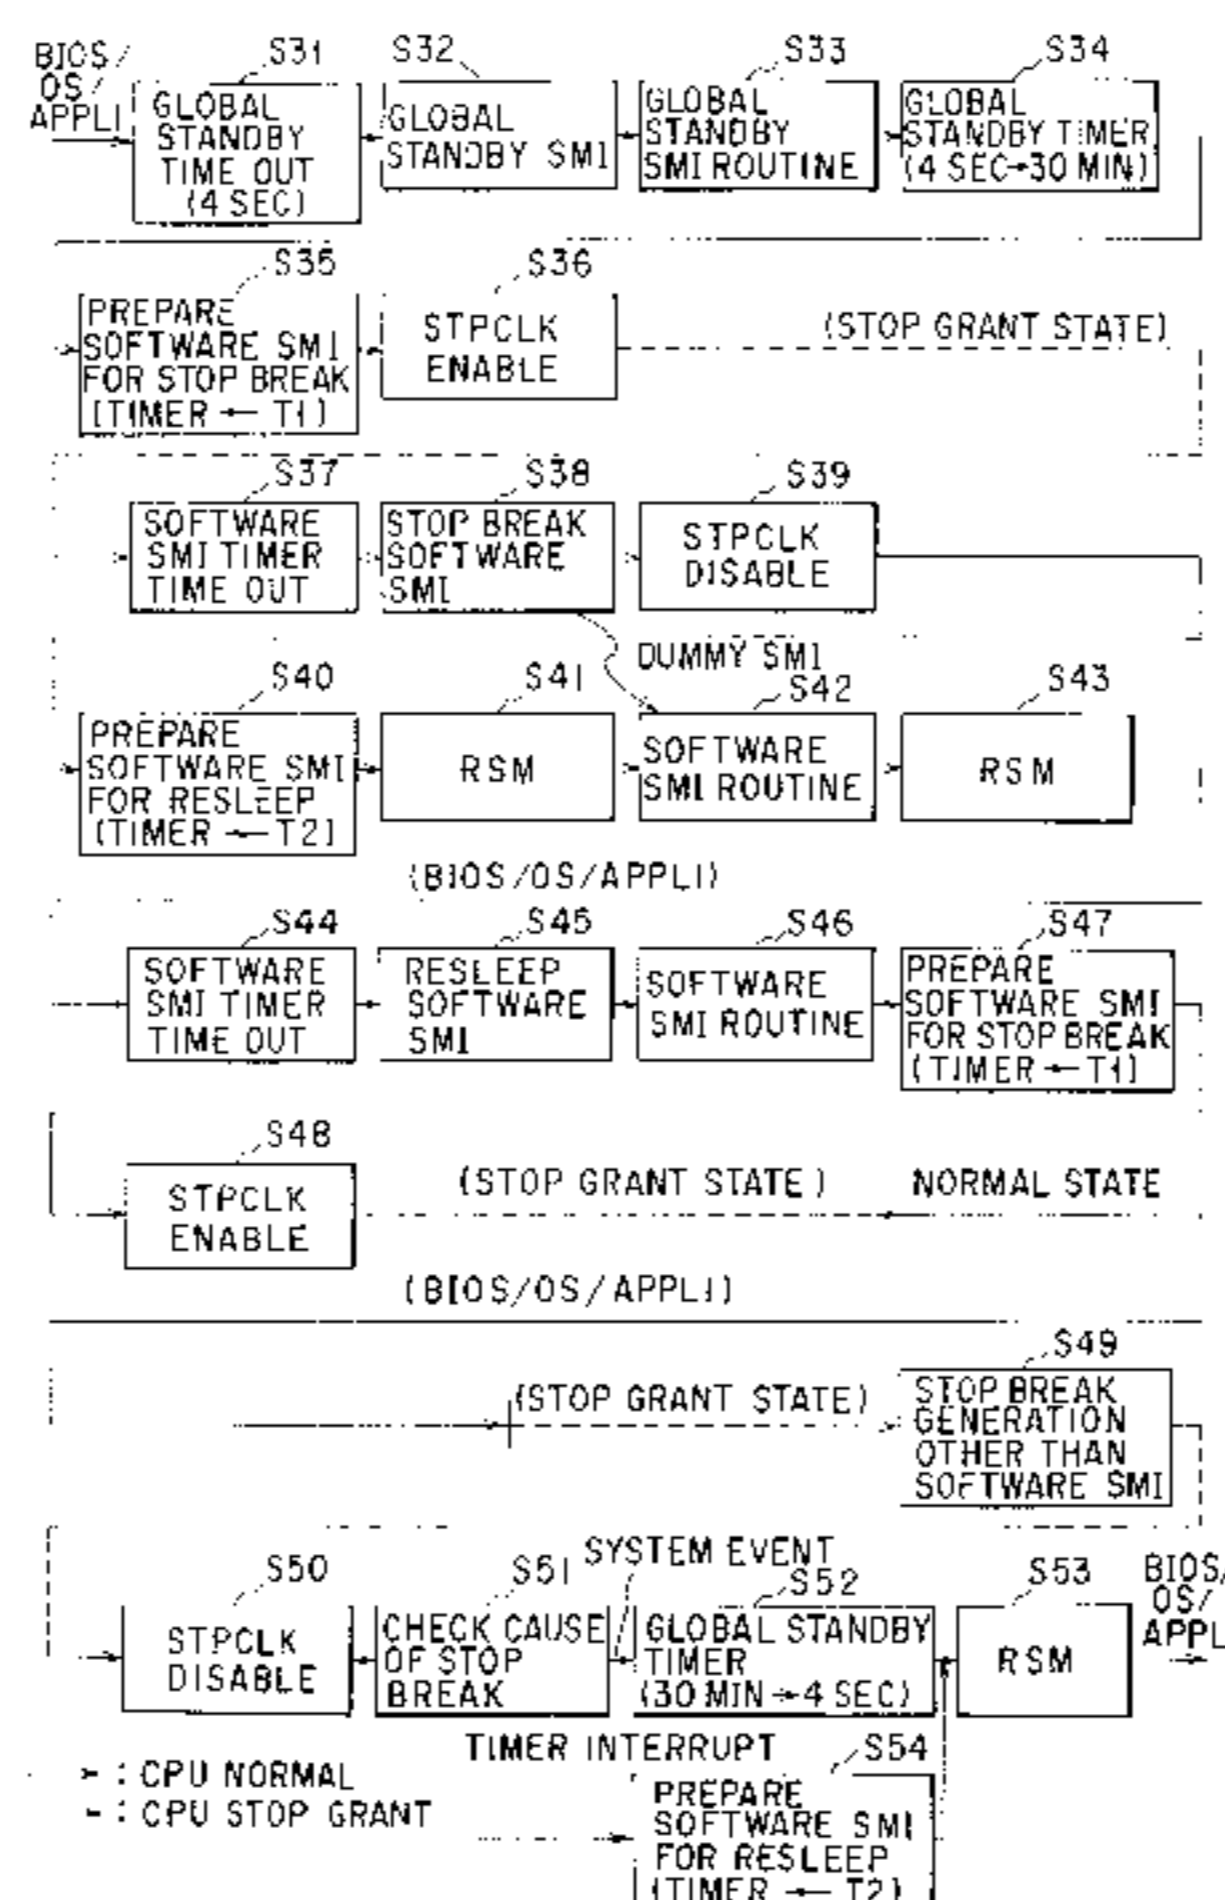 BIOS/
OS/
APPLI
S31
GLOBAL
STANDBY
TIME OUT
(4 SEC)
S32
GLOBAL
STANDBY SMI
S33
GLOBAL
STANDBY
SMI ROUTINE
S34
GLOBAL
STANDBY TIMER
(4 SEC→30 MIN)
S35
PREPARE
SOFTWARE SMI
FOR STOP BREAK
(TIMER ← T1)
S36
STPCLK
ENABLE
(STOP GRANT STATE)
S37
SOFTWARE
SMI TIMER
TIME OUT
S38
STOP BREAK
SOFTWARE
SMI
S39
STPCLK
DISABLE
DUMMY SMI
S40
PREPARE
SOFTWARE SMI
FOR RESLEEP
(TIMER ← T2)
S41
RSM
S42
SOFTWARE
SMI ROUTINE
S43
RSM
(BIOS/OS/APPLI)
S44
SOFTWARE
SMI TIMER
TIME OUT
S45
RESLEEP
SOFTWARE
SMI
S46
SOFTWARE
SMI ROUTINE
S47
PREPARE
SOFTWARE SMI
FOR STOP BREAK
(TIMER ← T1)
S48
STPCLK
ENABLE
(STOP GRANT STATE)
NORMAL STATE
(BIOS/OS/APPLI)
(STOP GRANT STATE)
S49
STOP BREAK
GENERATION
OTHER THAN
SOFTWARE SMI
S50
STPCLK
DISABLE
S51
CHECK CAUSE
OF STOP
BREAK
SYSTEM EVENT
S52
GLOBAL STANDBY
TIMER
(30 MIN→4 SEC)
S53
RSM
BIOS/
OS/
APPL
TIMER INTERRUPT
S54
PREPARE
SOFTWARE SMI
FOR RESLEEP
(TIMER ← T2)
: CPU NORMAL
: CPU STOP GRANT